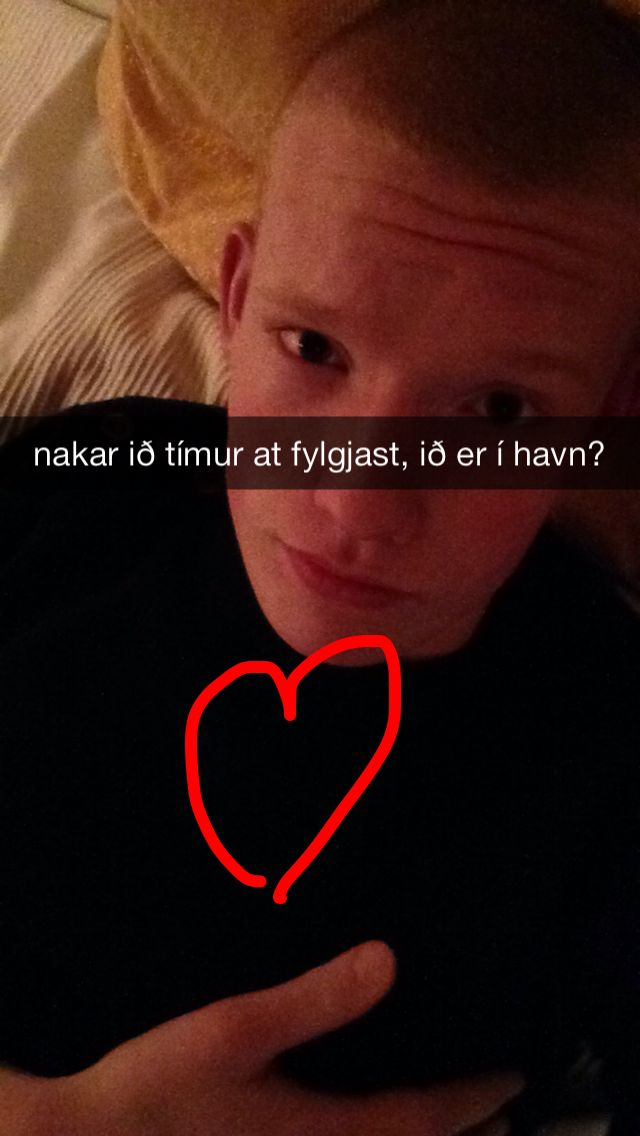 nakar ið tímur at fylgjast, ið er í havn?